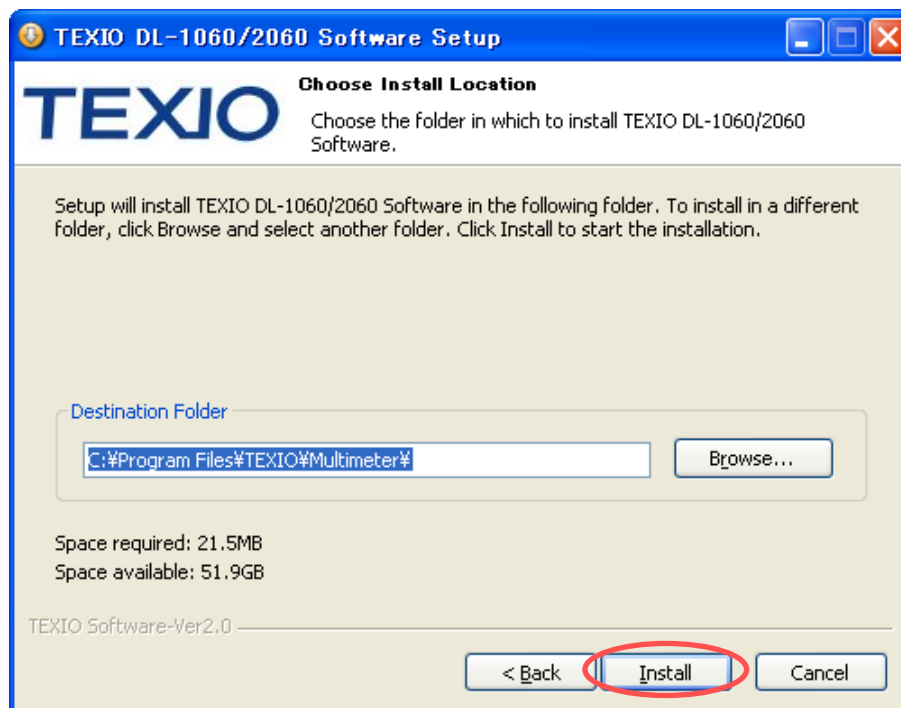 TEXIO DL-1060/2060 Software Setup
TEXIO
Choose Install Location
Choose the folder in which to install TEXIO DL-1060/2060
Software.
Setup will install TEXIO DL-1060/2060 Software in the following folder. To install in a different
folder, click Browse and select another folder. Click Install to start the installation.
Destination Folder
C:¥Program Files¥TEXIO¥Multimeter¥
Browse...
Space required: 21.5MB
Space available: 51.9GB
TEXIO Software-Ver2.0
< Back
Install
Cancel